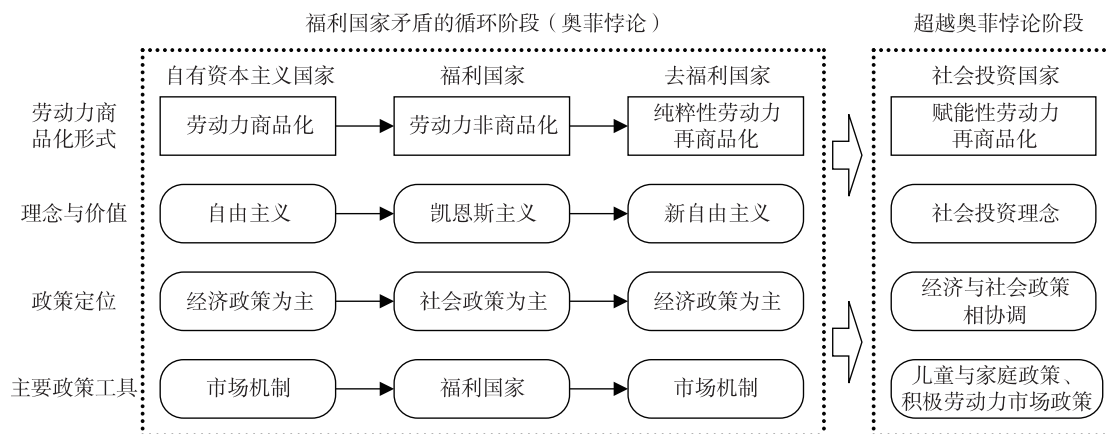 福利国家矛盾的循环阶段（奥菲悖论）
超越奥菲悖论阶段
自有资本主义国家
福利国家
去福利国家
社会投资国家
劳动力商
品化形式
劳动力商品化
劳动力非商品化
纯粹性劳动力
再商品化
赋能性劳动力
再商品化
理念与价值
自由主义
凯恩斯主义
新自由主义
社会投资理念
政策定位
经济政策为主
社会政策为主
经济政策为主
经济与社会政策
相协调
主要政策工具
市场机制
福利国家
市场机制
儿童与家庭政策、
积极劳动力市场政策